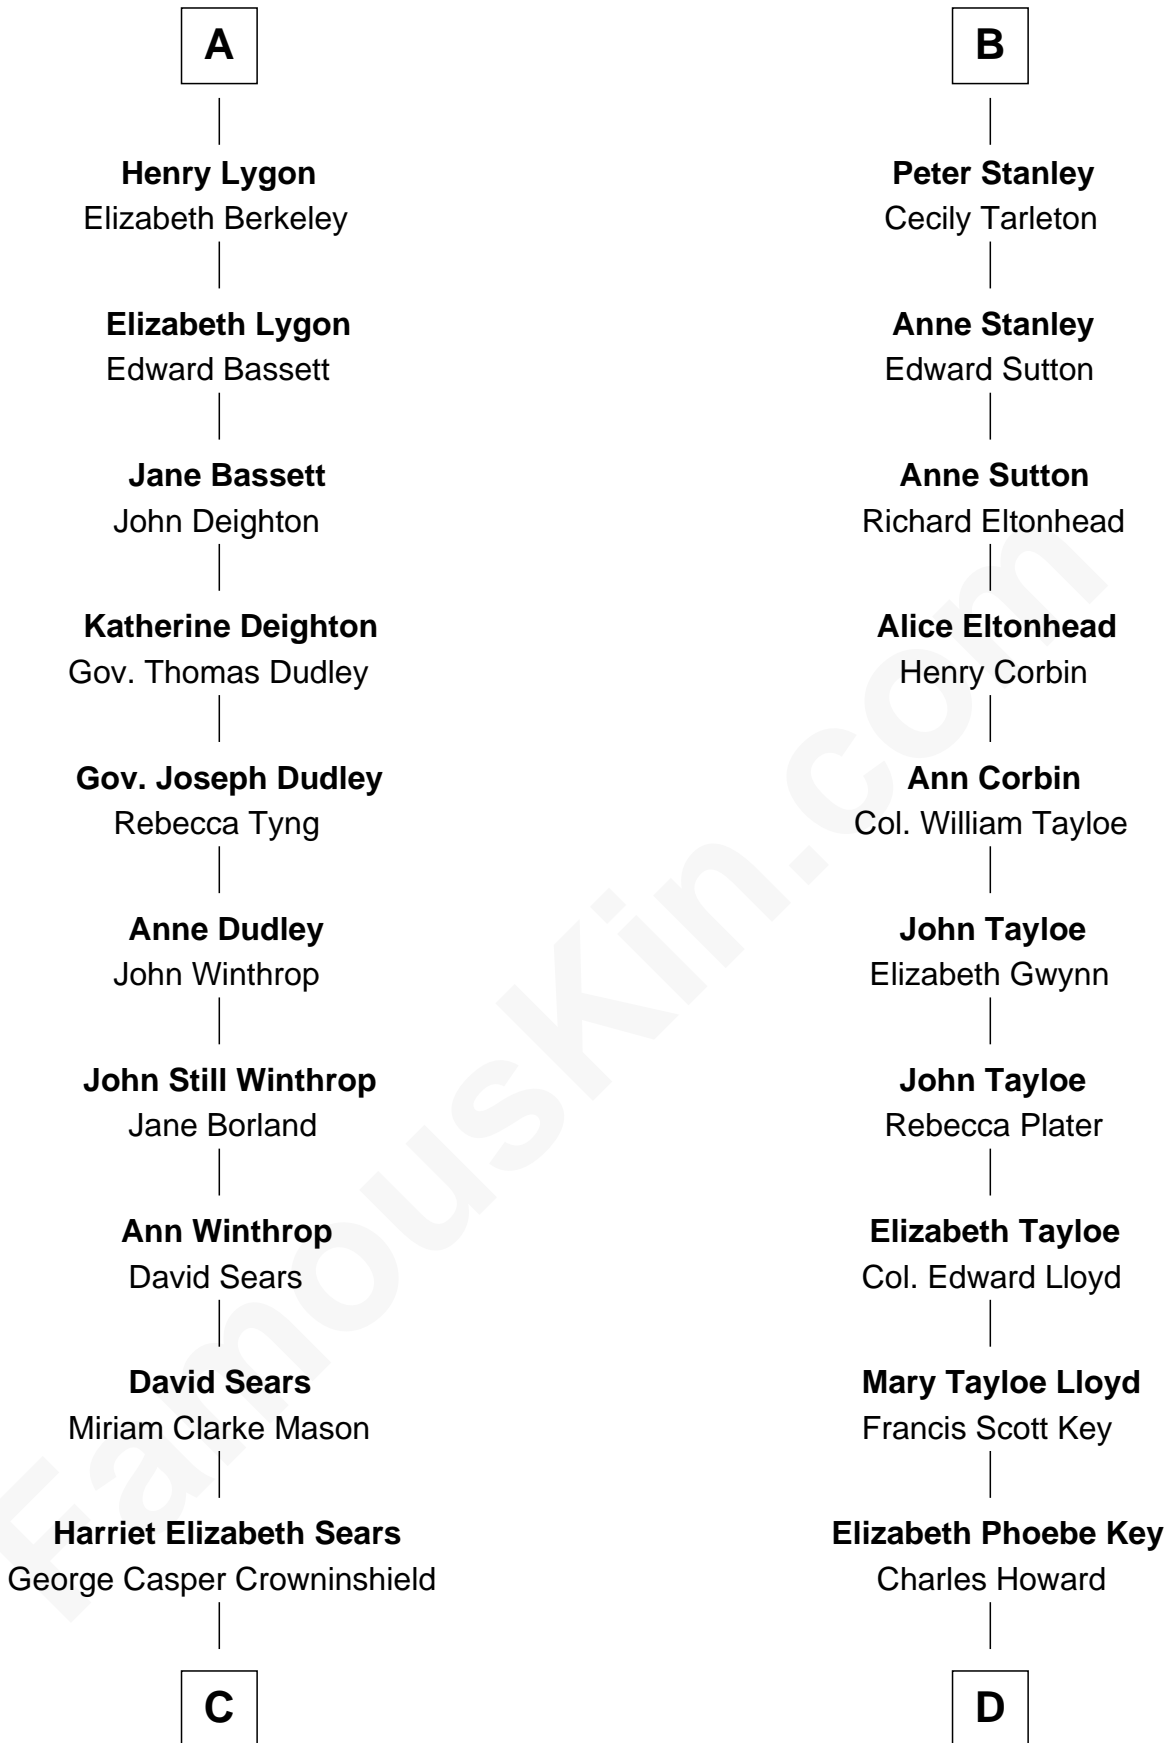 A
Henry Lygon
Elizabeth Berkeley
Elizabeth Lygon
Edward Bassett
Jane Bassett
John Deighton
Katherine Deighton
Gov. Thomas Dudley
Gov. Joseph Dudley
Rebecca Tyng
Anne Dudley
John Winthrop
John Still Winthrop
Jane Borland
Ann Winthrop
David Sears
David Sears
Miriam Clarke Mason
Harriet Elizabeth Sears
George Casper Crowninshield
C
B
Peter Stanley
Cecily Tarleton
Anne Stanley
Edward Sutton
Anne Sutton
Richard Eltonhead
Alice Eltonhead
Henry Corbin
Ann Corbin
Col. William Tayloe
John Tayloe
Elizabeth Gwynn
John Tayloe
Rebecca Plater
Elizabeth Tayloe
Col. Edward Lloyd
Mary Tayloe Lloyd
Francis Scott Key
Elizabeth Phoebe Key
Charles Howard
D
FamousKin.com